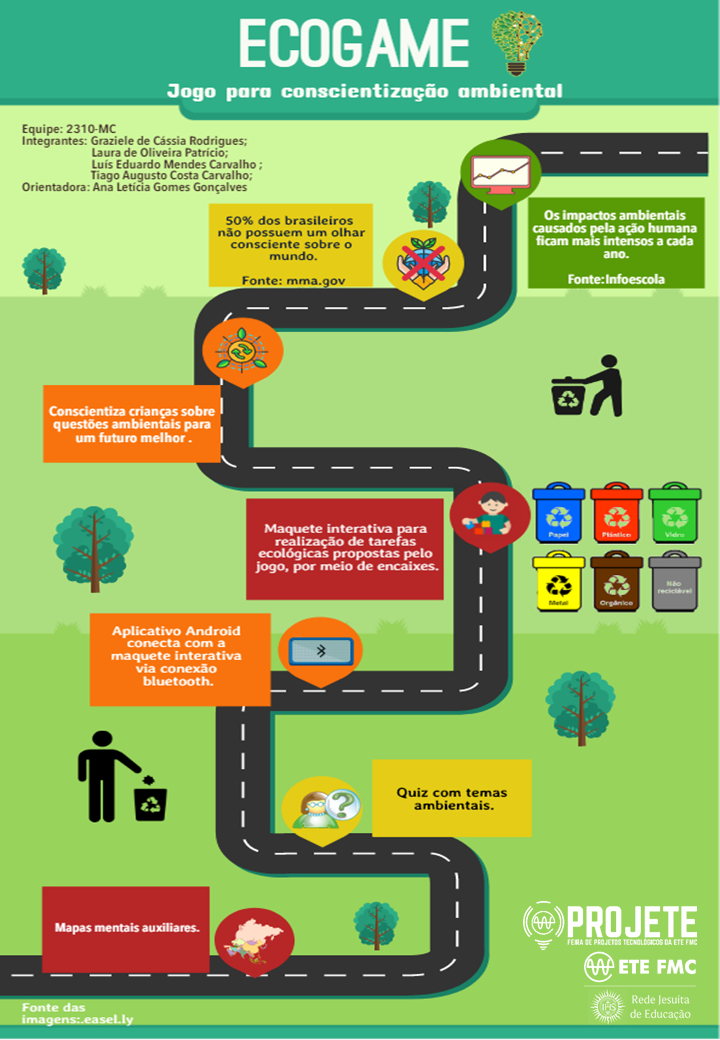 ECOGAME
Jogo para conscientização ambiental
Equipe: 2310-MC
Integrantes: Graziele de Cássia Rodrigues;
Laura de Oliveira Patrício;
Luís Eduardo Mendes Carvalho ;
Tiago Augusto Costa Carvalho;
Orientadora: Ana Letícia Gomes Gonçalves
50% dos brasileiros
não possuem um olhar
consciente sobre o
mundo.
Fonte: mma.gov
Os impactos ambientais
causados pela ação humana
ficam mais intensos a cada
ano.
Fonte:Infoescola
Conscientiza crianças sobre
questões ambientais para
um futuro melhor .
Maquete interativa para
realização de tarefas
ecológicas propostas pelo
jogo, por meio de encaixes.
Papel
Plástico
Vidro
Metal
Orgânico
Não
reciclável
Aplicativo Android
conecta com a
maquete interativa
via conexão
bluetooth.
Quiz com temas
ambientais.
?
Mapas mentais auxiliares.
PROJETE
FEIRA DE PROJETOS TECNOLÓGICOS DA ETE FMC
ETE FMC
IHS
Rede Jesuíta
de Educação
Fonte das
imagens:.easel.ly